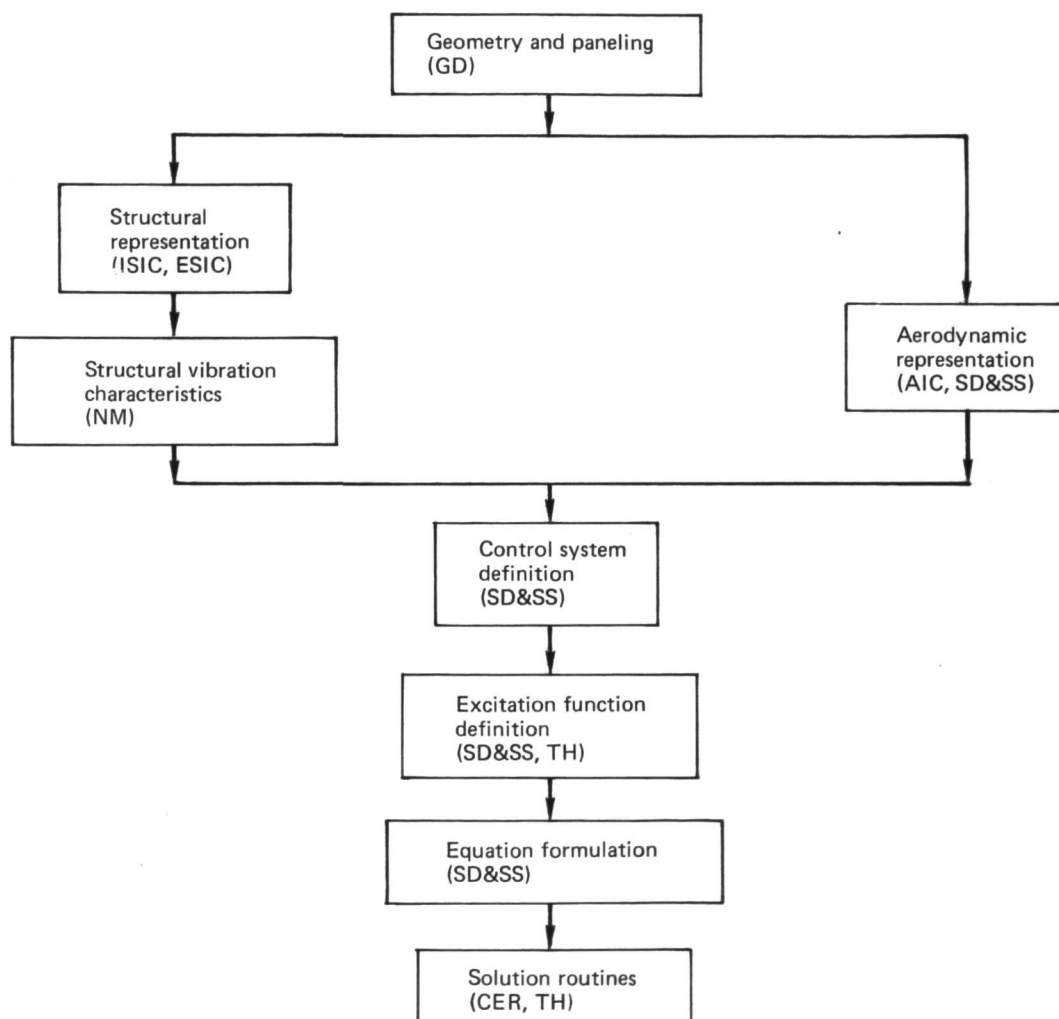 Geometry and paneling
(GD)
Structural
representation
(ISIC, ESIC)
Structural vibration
characteristics
(NM)
Aerodynamic
representation
(AIC, SD&SS)
Control system
definition
(SD&SS)
Excitation function
definition
(SD&SS, TH)
Equation formulation
(SD&SS)
Solution routines
(CER, TH)